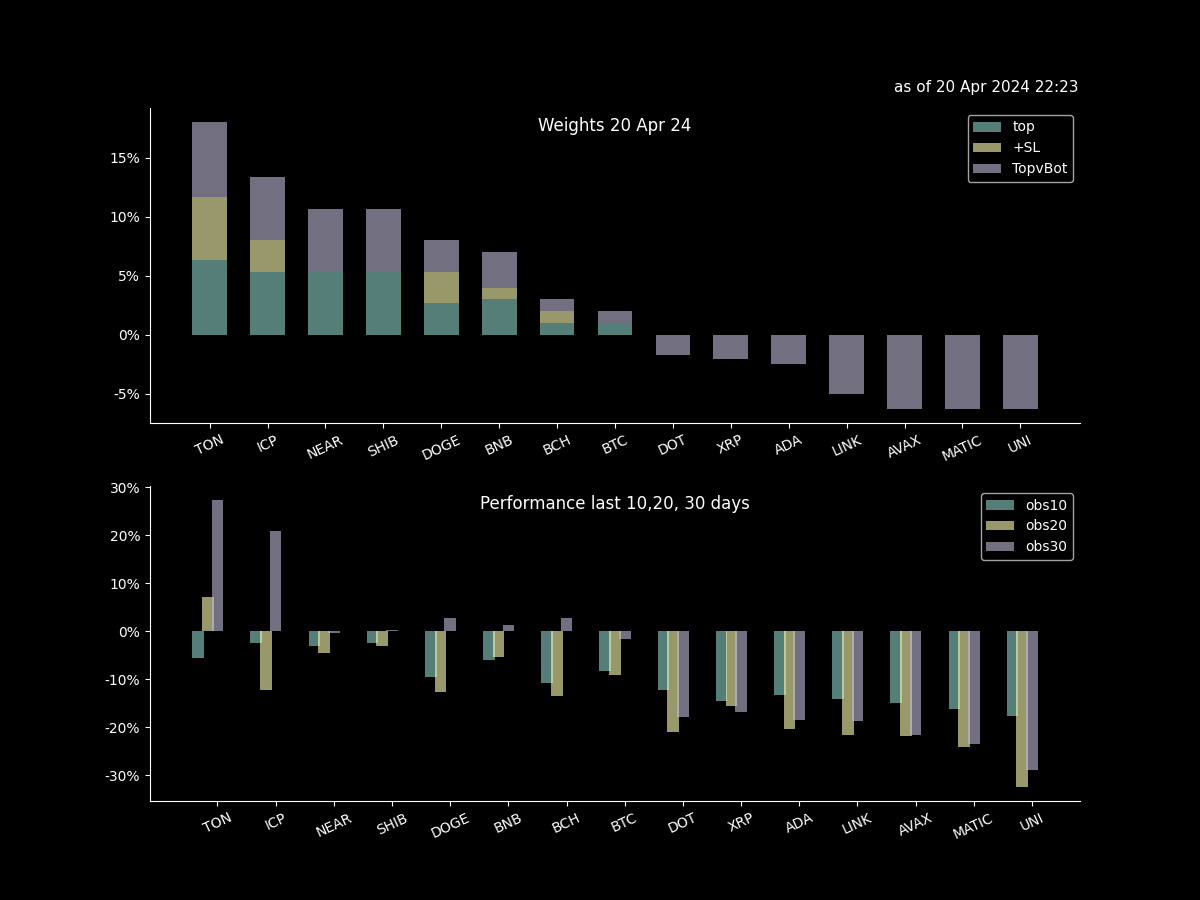 as of 20 Apr 2024 22:23
Weights 20 Apr 24
top
+SL
TopvBot
15%
10%
5%
0%
-5%
TON ICP NEAR SHIB DOGE BNB BCH BTC DOT XRP ADA LINK AVAX MATIC UNI
Performance last 10,20, 30 days
obs10
obs20
obs30
30%
20%
10%
0%
-10%
-20%
-30%
TON ICP NEAR SHIB DOGE BNB BCH BTC DOT XRP ADA LINK AVAX MATIC UNI